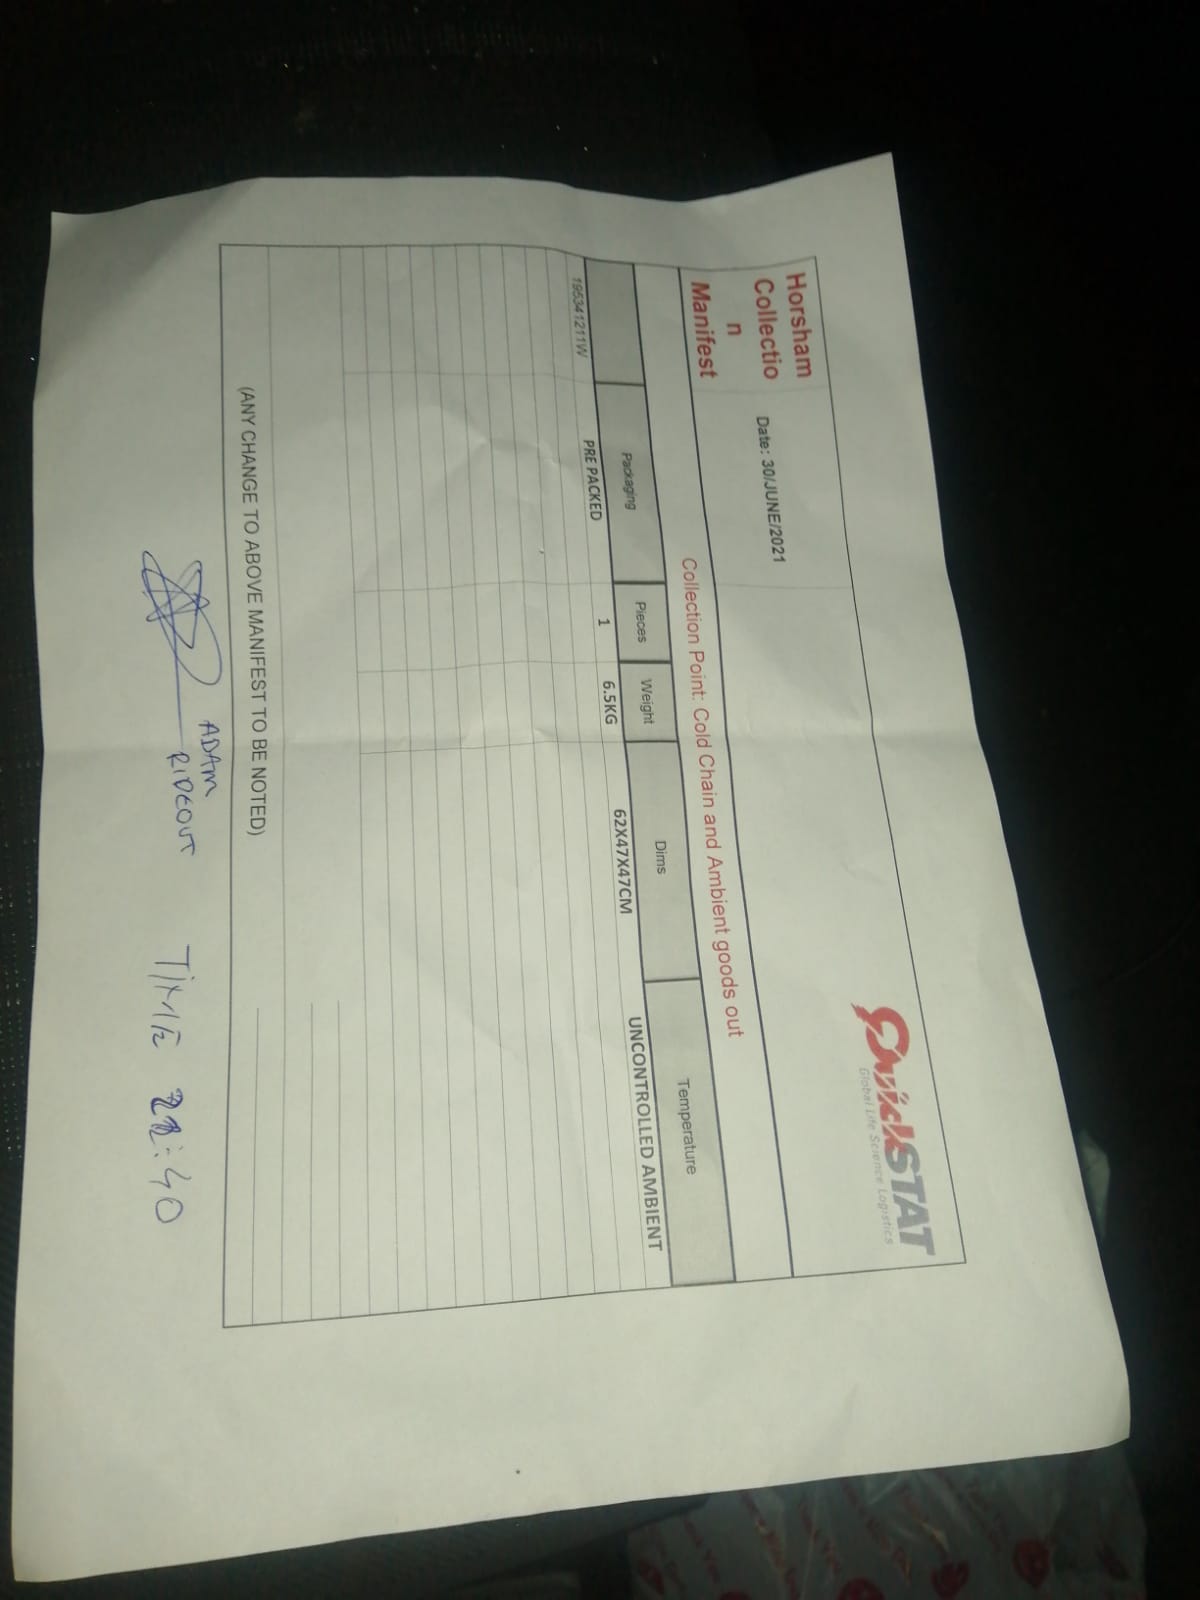 Horsham
Collectio
n
Manifest
Date: 30/JUNE/2021
QuickSTAT
Global Life Science Logistics
Collection Point: Cold Chain and Ambient goods out
Packaging Pieces Weight Dims Temperature
195341211W PRE PACKED 1 6.5KG 62X47X47CM UNCONTROLLED AMBIENT
(ANY CHANGE TO ABOVE MANIFEST TO BE NOTED)
ADAM
RIDEOUT
TIME 22:40